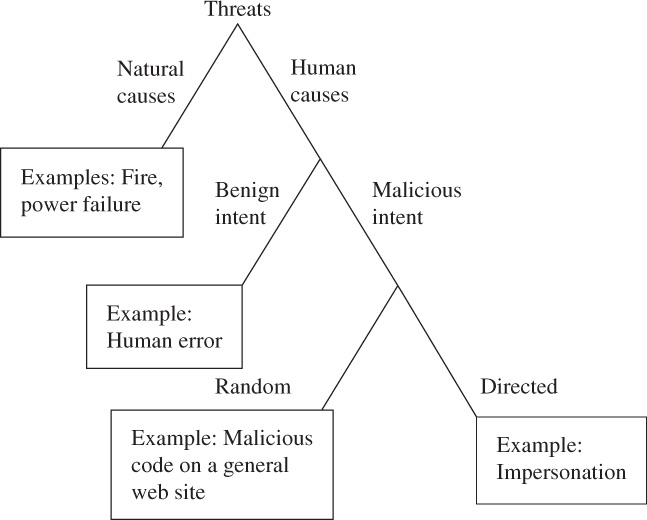 Threats
Natural
causes
Human
causes
Examples: Fire,
power failure
Benign
intent
Malicious
intent
Example:
Human error
Random
Directed
Example: Malicious
code on a general
web site
Example:
Impersonation